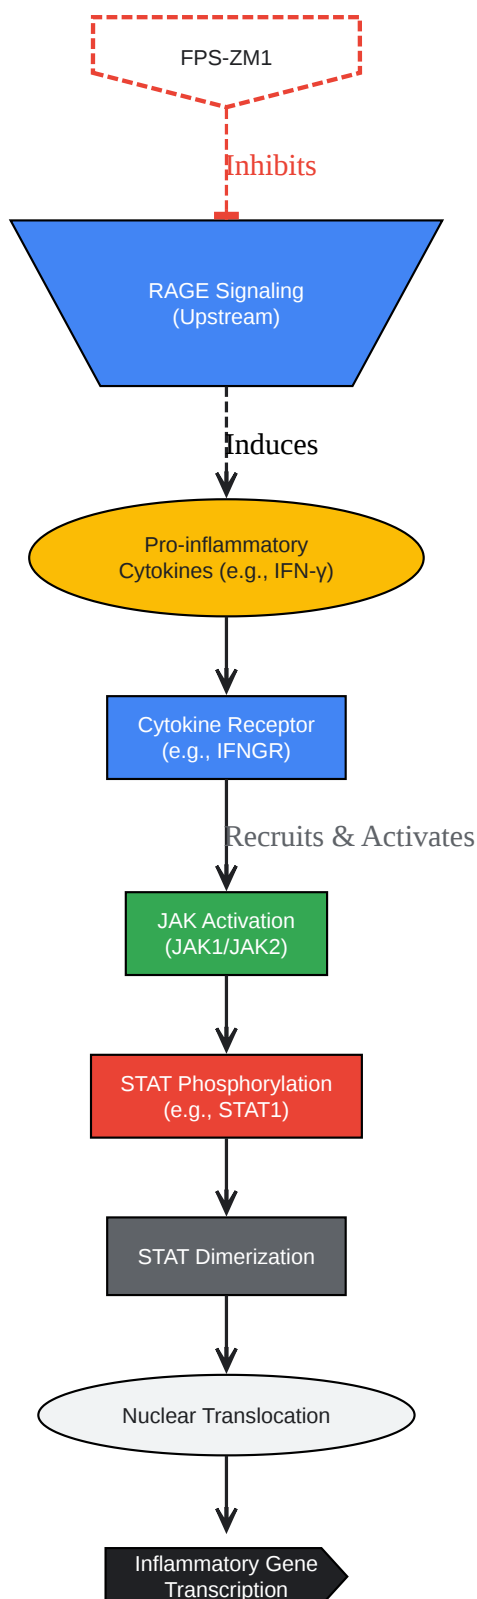 FPS-ZM1
Inhibits
RAGE Signaling
(Upstream)
Induces
Pro-inflammatory
Cytokines (e.g., IFN-γ)
Cytokine Receptor
(e.g., IFNGR)
Recruits & Activates
JAK Activation
(JAK1/JAK2)
STAT Phosphorylation
(e.g., STAT1)
STAT Dimerization
Nuclear Translocation
Inflammatory Gene
Transcription